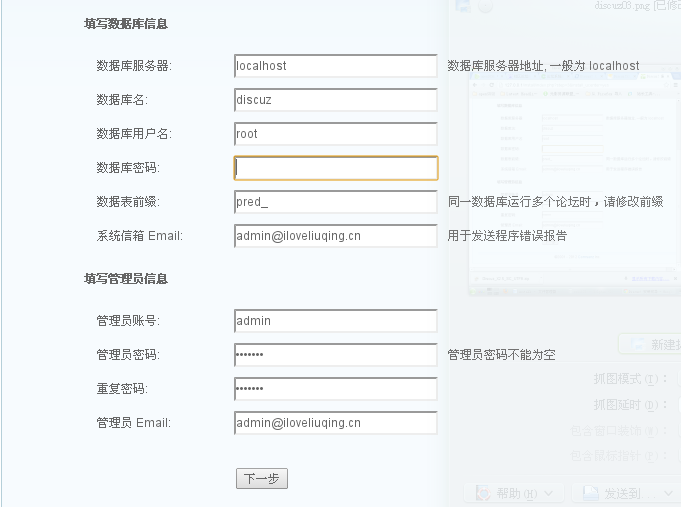 discuz03.png [已修改
填写数据库信息
数据库服务器: localhost 数据库服务器地址, 一般为 localhost
数据库名: discuz
数据库用户名: root
数据库密码:
数据表前缀: pred_ 同一数据库运行多个论坛时，请修改前缀
系统信箱 Email: admin@iloveliuqing.cn 用于发送程序错误报告
填写管理员信息
管理员账号: admin
新建抓
管理员密码: ••••••• 管理员密码不能为空
抓图模式(T)：
重复密码: •••••••
抓图延时(D)：
管理员 Email: admin@iloveliuqing.cn
下一步
帮助(H)
发送到...